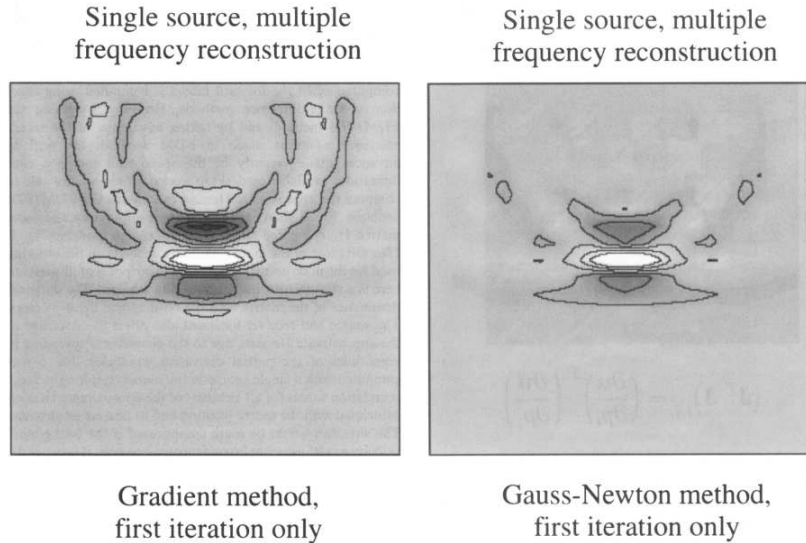 Single source, multiple
frequency reconstruction
Single source, multiple
frequency reconstruction
Gradient method,
first iteration only
Gauss-Newton method,
first iteration only